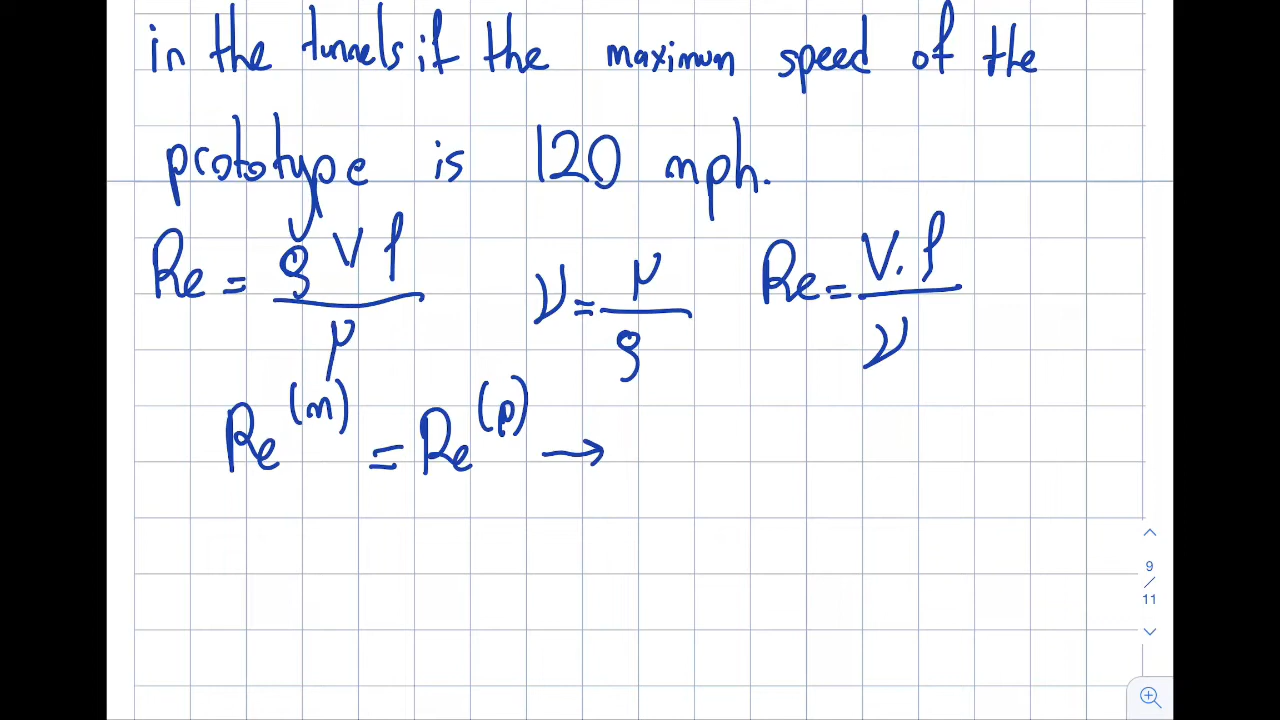 in the tunnels if the maximum speed of the
prototype is 120 mph.
Re = ρVl/μ ν = μ/ρ Re = V.l/ν
Re^(m) = Re^(p) →
9
/
11